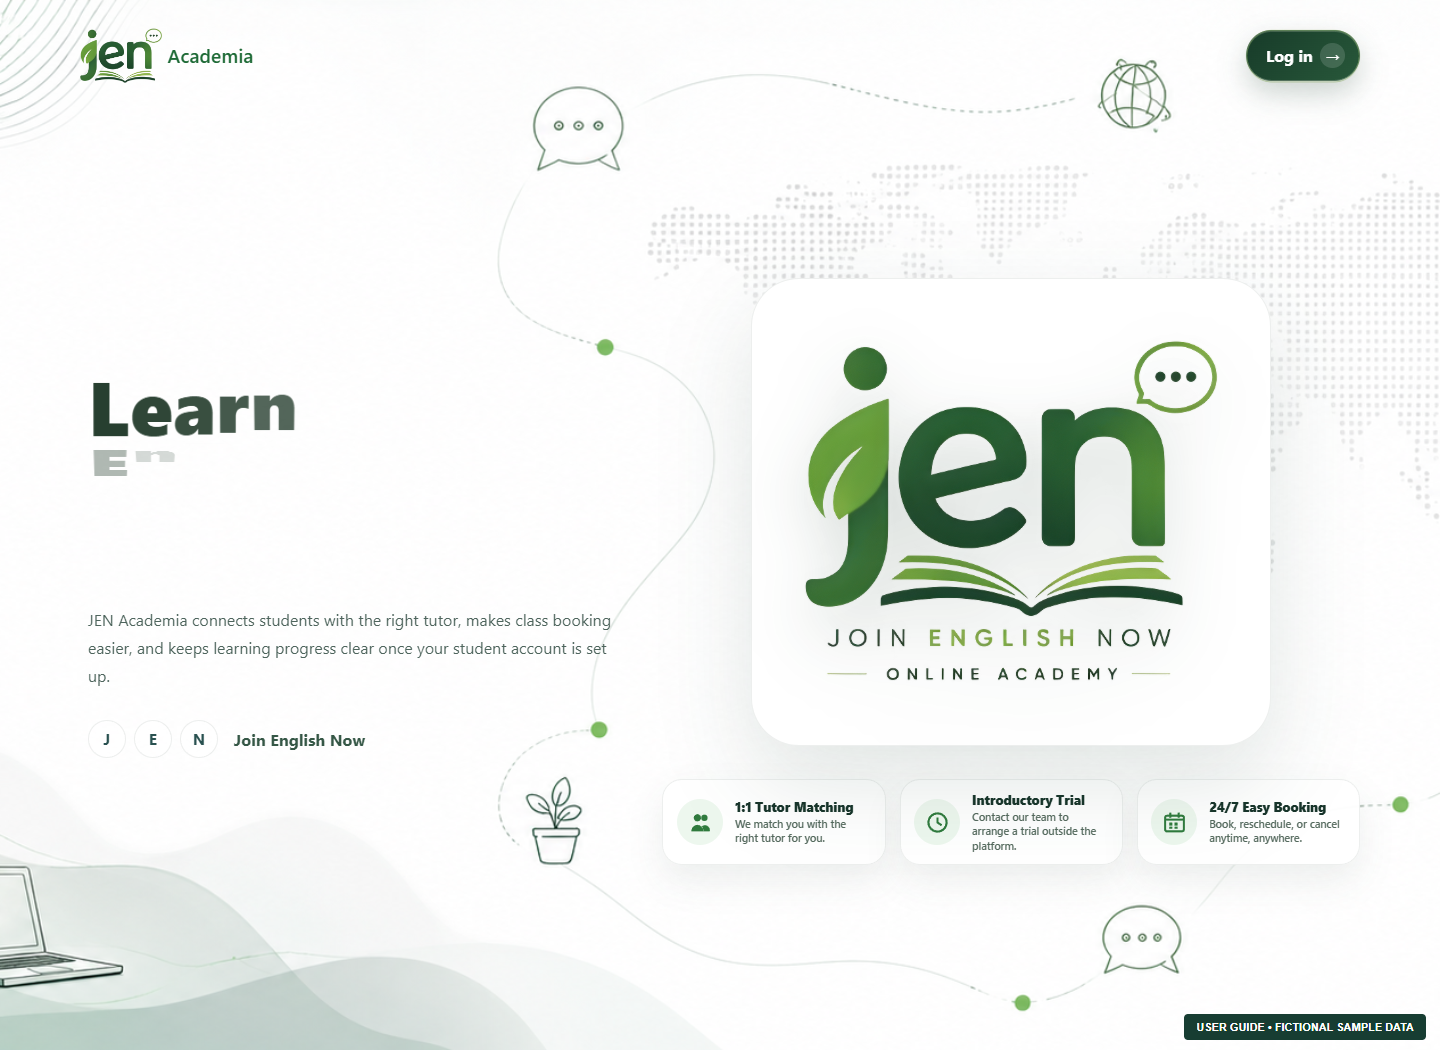 jen Academia
Log in →
Learn
En
jen
JOIN ENGLISH NOW
ONLINE ACADEMY
JEN Academia connects students with the right tutor, makes class booking
easier, and keeps learning progress clear once your student account is set
up.
J E N Join English Now
1:1 Tutor Matching
We match you with the
right tutor for you.
Introductory Trial
Contact our team to
arrange a trial outside the
platform.
24/7 Easy Booking
Book, reschedule, or cancel
anytime, anywhere.
USER GUIDE • FICTIONAL SAMPLE DATA